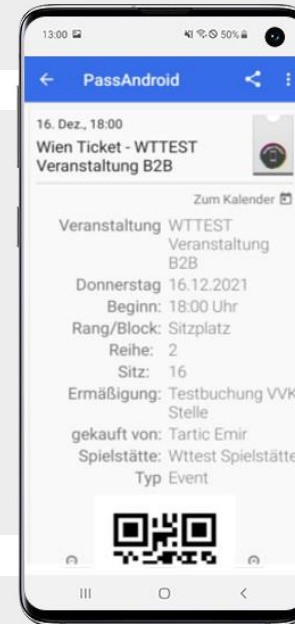 13:00
50%
PassAndroid
16. Dez., 18:00
Wien Ticket - WTTEST
Veranstaltung B2B
Zum Kalender
Veranstaltung WTTEST
Veranstaltung
B2B
Donnerstag 16.12.2021
Beginn: 18:00 Uhr
Rang/Block: Sitzplatz
Reihe: 2
Sitz: 16
Ermäßigung: Testbuchung VVK
Stelle
gekauft von: Tartic Emir
Spielstätte: Wttest Spielstätte
Typ Event